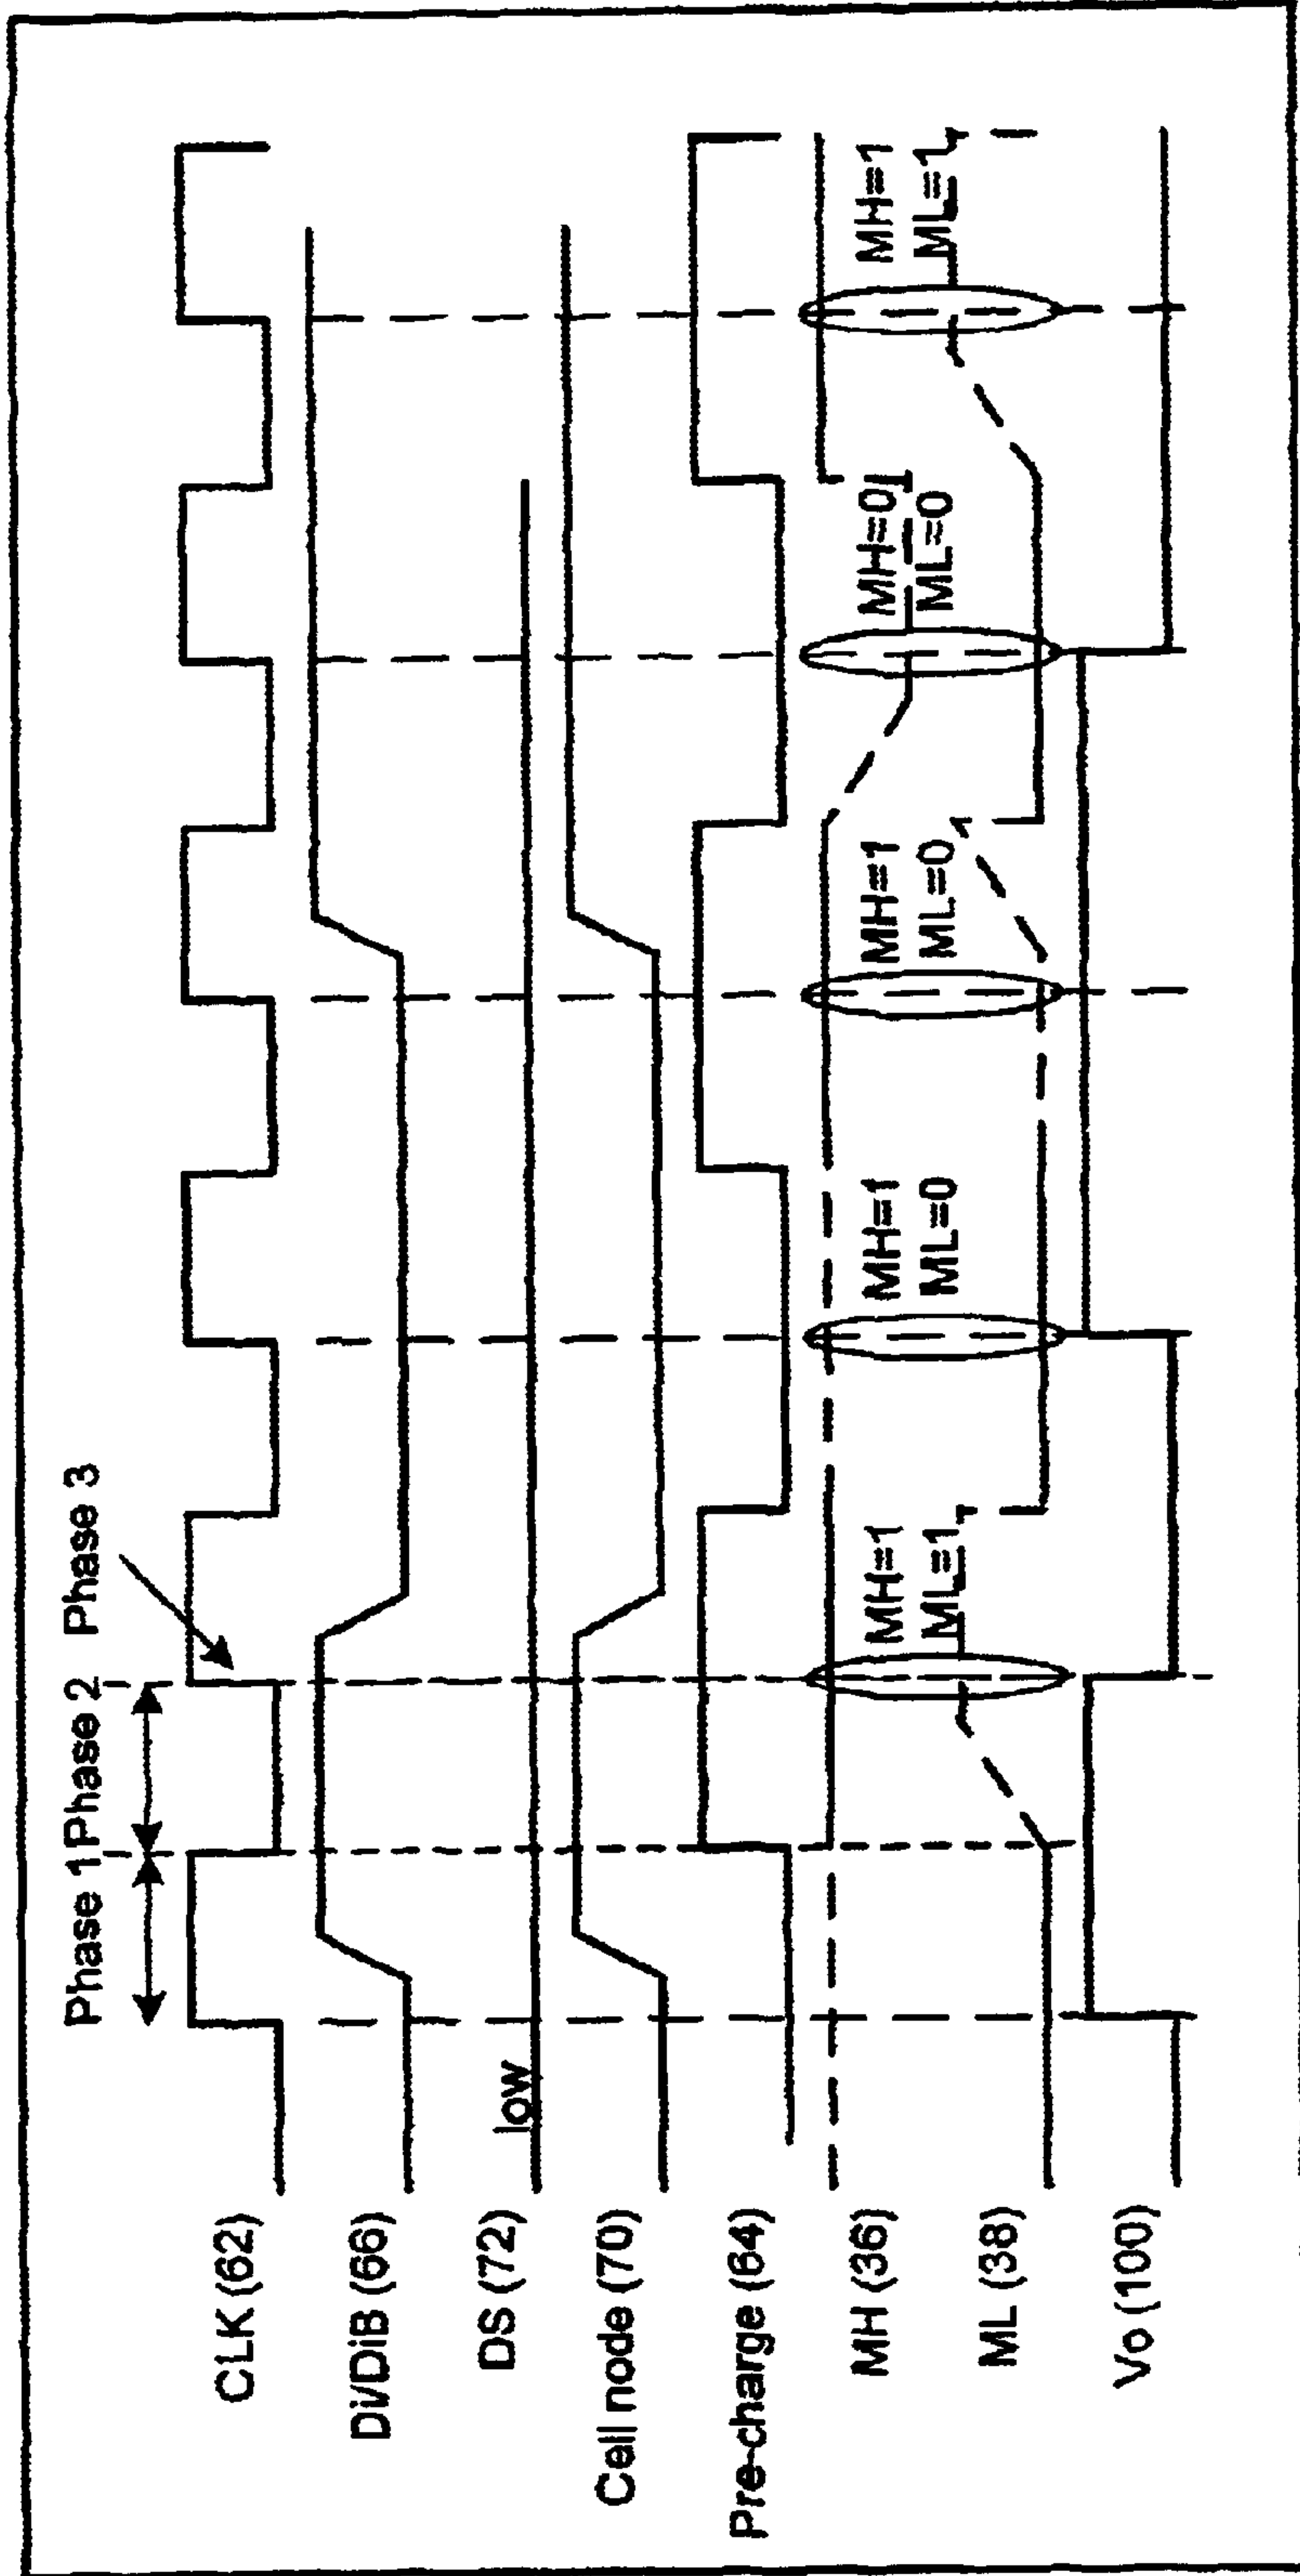 Phase 1
Phase 2
Phase 3
CLK (62)
Di/DiB (66)
DS (72)
low
Cell node (70)
Pre-charge (64)
MH (36)
ML (38)
Vo (100)
MH=1
ML=1
MH=1
ML=0
MH=1
ML=0
MH=0
ML=0
MH=1
ML=1